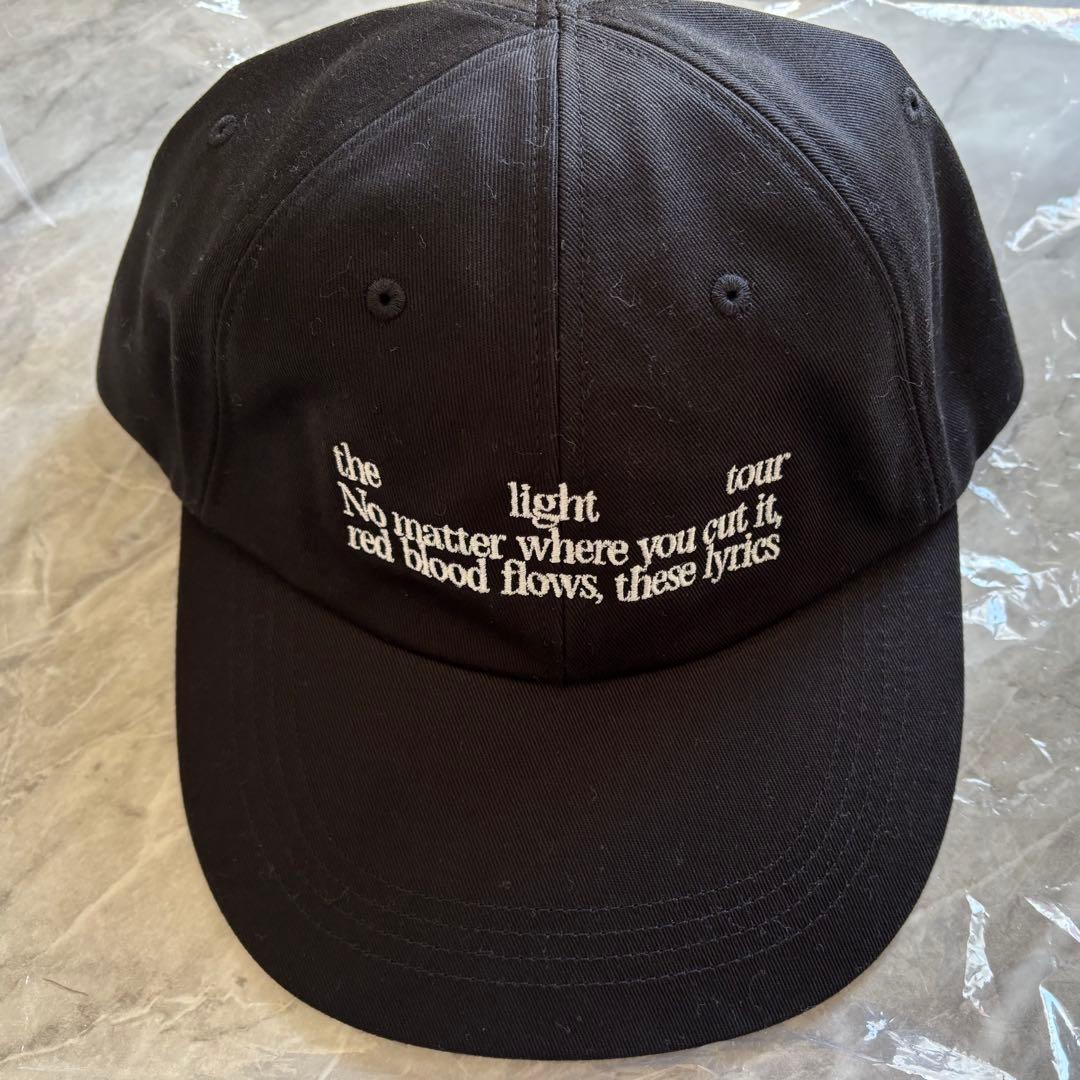 the light tour
No matter where you cut it,
red blood flows, these lyrics